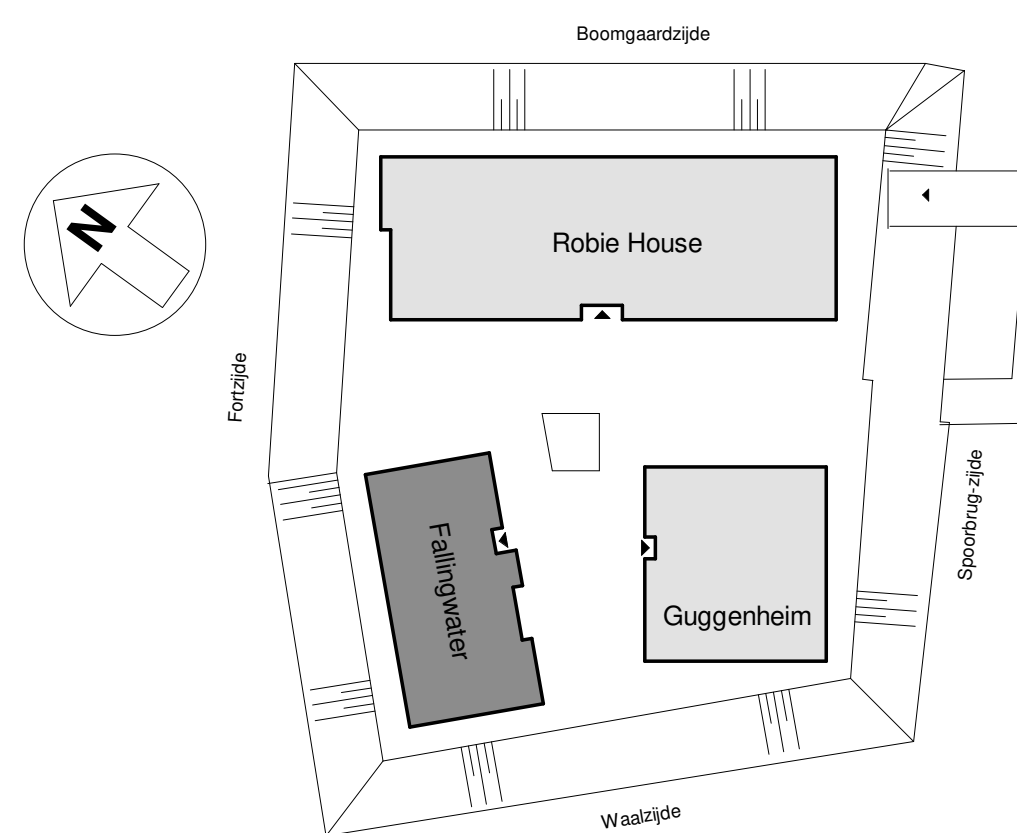 Boomgaardzijde
N
Robie House
Fortzijde
Fallingwater
Spoorbrug-zijde
Guggenheim
Waalzijde